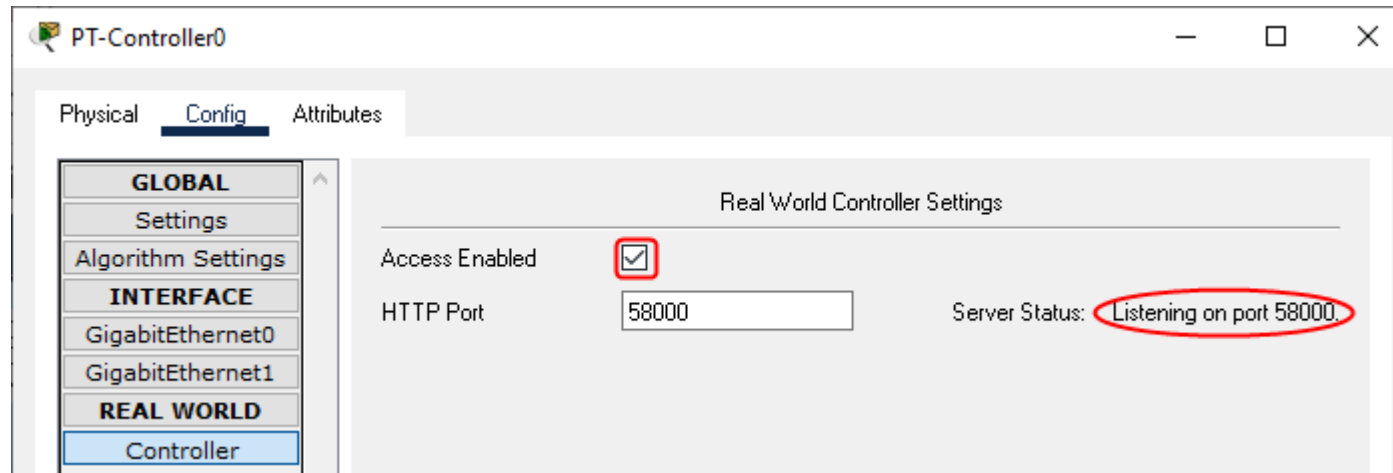 PT-Controller0
Physical Config Attributes
GLOBAL
Settings
Algorithm Settings
INTERFACE
GigabitEthernet0
GigabitEthernet1
REAL WORLD
Controller
Real World Controller Settings
Access Enabled
HTTP Port 58000 Server Status: Listening on port 58000.